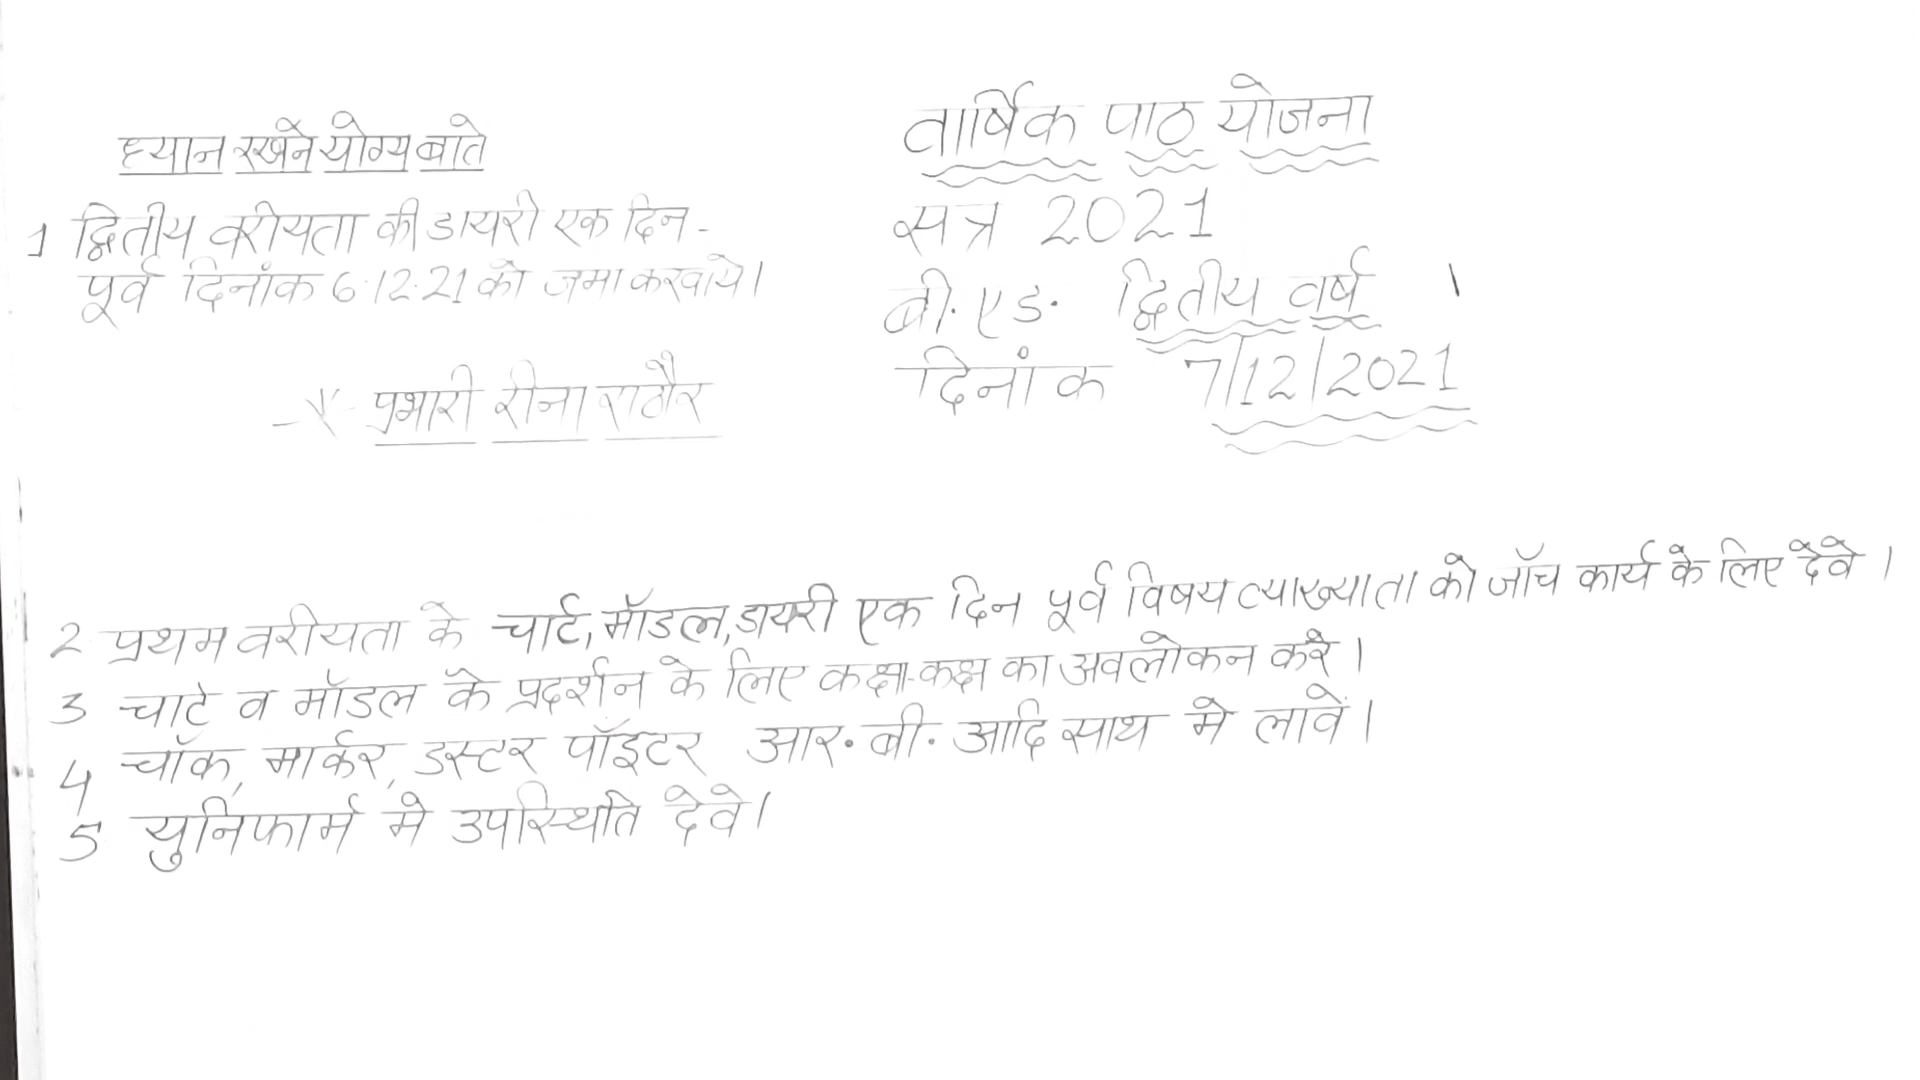 वार्षिक पाठ योजना
सत्र 2021
बी.एड. द्वितीय वर्ष
दिनांक 7/12/2021
ध्यान रखने योग्य बाते
1 द्वितीय वरीयता की डायरी एक दिन-
पूर्व दिनांक 6.12.21 को जमा करवाये।
प्रभारी रीना राठौर
2 प्रथम वरीयता के चार्ट, मॉडल, डायरी एक दिन पूर्व विषय व्याख्याता को जॉच कार्य के लिए देवे।
3 चार्ट व मॉडल के प्रदर्शन के लिए कक्षा-कक्ष का अवलोकन करे।
4 चॉक, मार्कर, डस्टर पॉइटर आर.बी. आदि साथ मे लावे।
5 युनिफार्म मे उपस्थिति देवे।